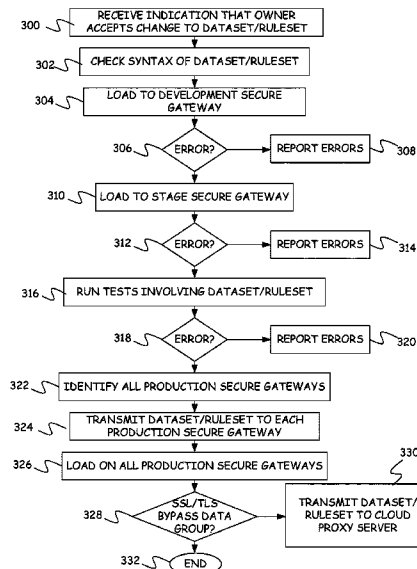 300
RECEIVE INDICATION THAT OWNER
ACCEPTS CHANGE TO DATASET/RULESET
302
CHECK SYNTAX OF DATASET/RULESET
304
LOAD TO DEVELOPMENT SECURE
GATEWAY
306
ERROR?
REPORT ERRORS
308
310
LOAD TO STAGE SECURE
GATEWAY
312
ERROR?
REPORT ERRORS
314
316
RUN TESTS INVOLVING DATASET/RULESET
318
ERROR?
REPORT ERRORS
320
322
IDENTIFY ALL PRODUCTION SECURE GATEWAYS
324
TRANSMIT DATASET/RULESET TO EACH
PRODUCTION SECURE GATEWAY
326
LOAD ON ALL PRODUCTION SECURE GATEWAYS
328
SSL/TLS
BYPASS DATA
GROUP?
330
TRANSMIT DATASET/
RULESET TO CLOUD
PROXY SERVER
332
END